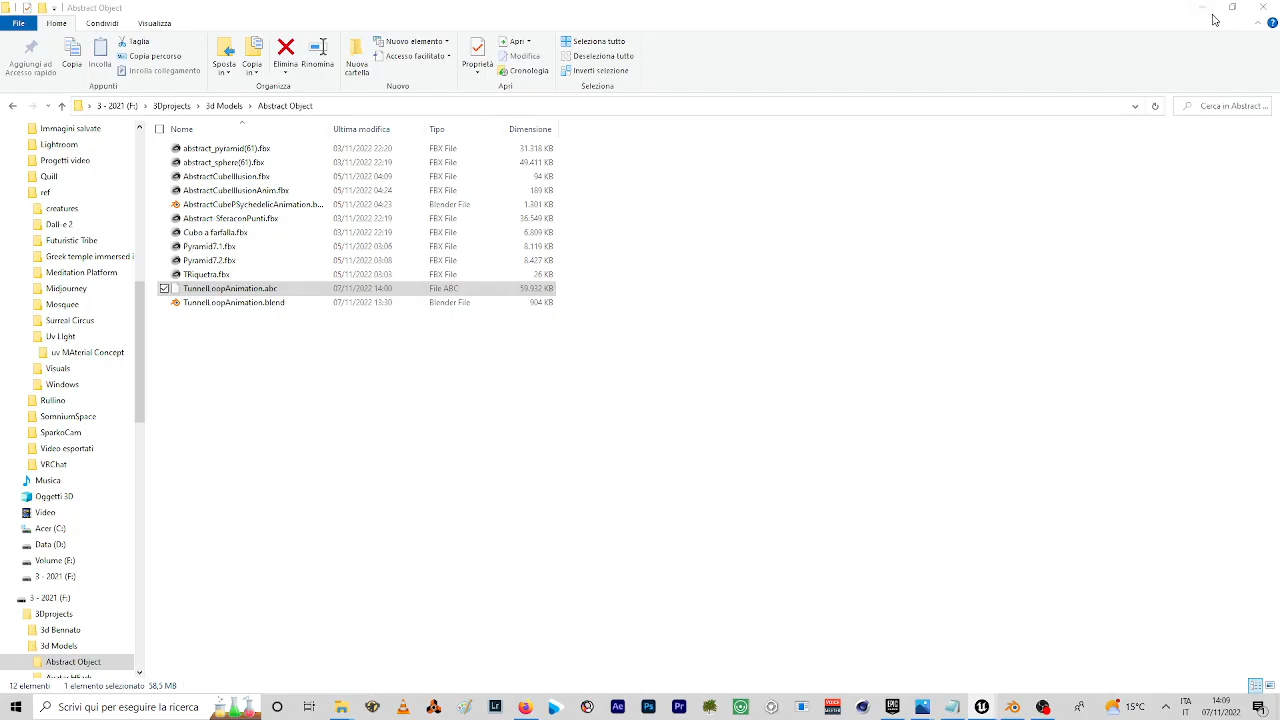 Abstract Object
File Home Condividi Visualizza
Aggiungi ad Accesso rapido
Copia
Incolla
Taglia
Copia percorso
Incolla collegamento
Appunti
Sposta in
Copia in
Elimina
Rinomina
Organizza
Nuova cartella
Nuovo elemento
Accesso facilitato
Nuovo
Proprietà
Apri
Modifica
Cronologia
Apri
Seleziona tutto
Deseleziona tutto
Inverti selezione
Seleziona
3 - 2021 (F:) › 3Dprojects › 3d Models › Abstract Object
Cerca in Abstract ...
Nome Ultima modifica Tipo Dimensione
abstract_pyramid(61).fbx 03/11/2022 22:20 FBX File 31.318 KB
abstract_sphere(61).fbx 03/11/2022 22:19 FBX File 49.411 KB
AbstractCubeIllusion.fbx 05/11/2022 04:09 FBX File 94 KB
AbstractCubeIllusionAnim.fbx 05/11/2022 04:24 FBX File 189 KB
AbstractCubePSychedelicAnimation.b... 05/11/2022 04:23 Blender File 1.301 KB
Abstract-SferaconPunti.fbx 03/11/2022 22:19 FBX File 36.549 KB
Cubo a farfalla.fbx 03/11/2022 22:19 FBX File 6.809 KB
Pyramid7.1.fbx 05/11/2022 03:06 FBX File 8.119 KB
Pyramid7.2.fbx 05/11/2022 03:08 FBX File 8.427 KB
TRiquetra.fbx 05/11/2022 03:03 FBX File 26 KB
TunnelLoopAnimation.abc 07/11/2022 14:00 File ABC 59.932 KB
TunnelLoopAnimation.blend 07/11/2022 13:30 Blender File 904 KB
Immagini salvate
Lightroom
Progetti video
Quill
ref
creatures
Dall-e 2
Futuristic Tribe
Greek temple immersed i
Meditation Platform
Midjourney
Mosquee
Surreal Circus
Uv LIght
uv MAterial Concept
Visuals
Windows
Rullino
SomniumSpace
SparkoCam
Video esportati
VRChat
Musica
Oggetti 3D
Video
Acer (C:)
Data (D:)
Volume (E:)
3 - 2021 (F:)
3 - 2021 (F:)
3Dprojects
3d Bennato
3d Models
Abstract Object
12 elementi 1 elemento selezionato 58,5 MB
Scrivi qui per eseguire la ricerca
Lr
Ae
Ps
Pr
15°C
ITA
IT
14:09
07/11/2022